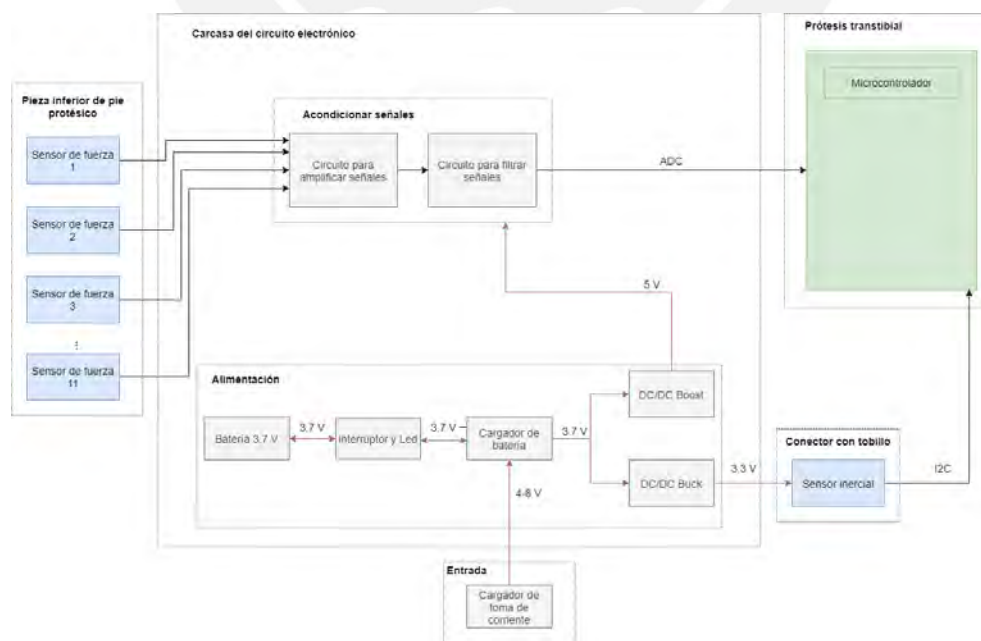 Carcasa del circuito electrónico
Prótesis transtibial
Microcontrolador
Pieza inferior de pie
protésico
Sensor de fuerza
1
Sensor de fuerza
2
Sensor de fuerza
3
⋮
Sensor de fuerza
11
Acondicionar señales
Circuito para
amplificar señales
Circuito para filtrar
señales
ADC
5 V
Alimentación
Batería 3.7 V
3.7 V
Interruptor y Led
3.7 V
Cargador de
batería
3.7 V
DC/DC Boost
DC/DC Buck
3.3 V
4-8 V
Conector con tobillo
Sensor inercial
I2C
Entrada
Cargador de
toma de
corriente